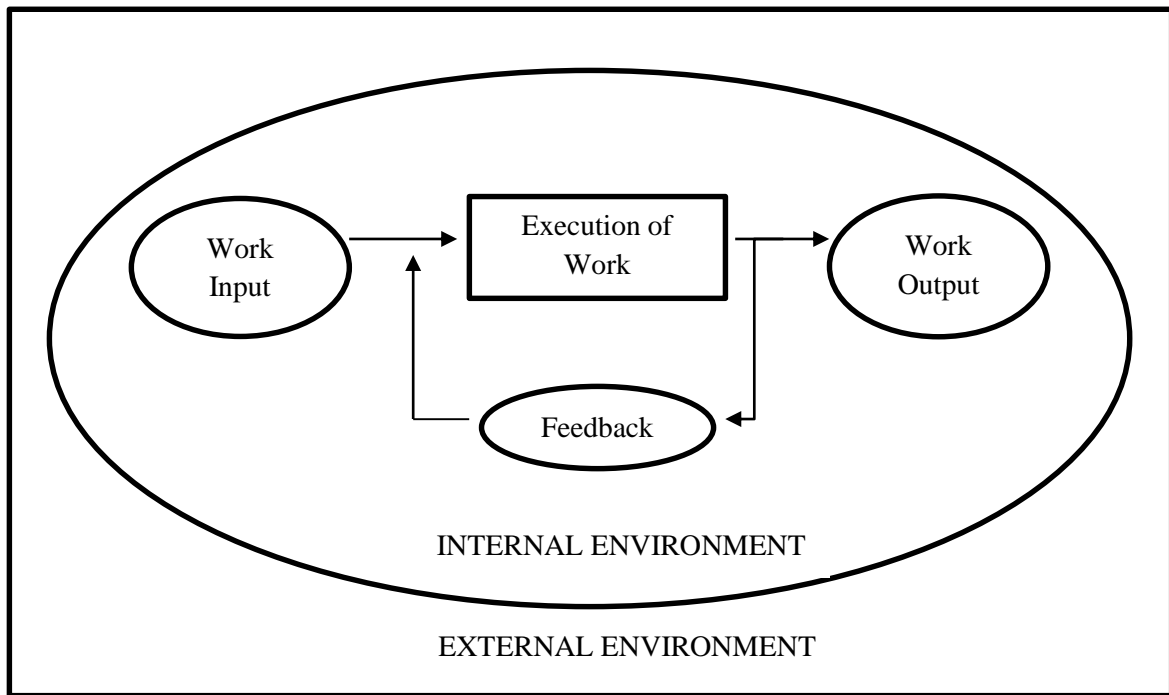 Work
Input
Execution of
Work
Work
Output
Feedback
INTERNAL ENVIRONMENT
EXTERNAL ENVIRONMENT